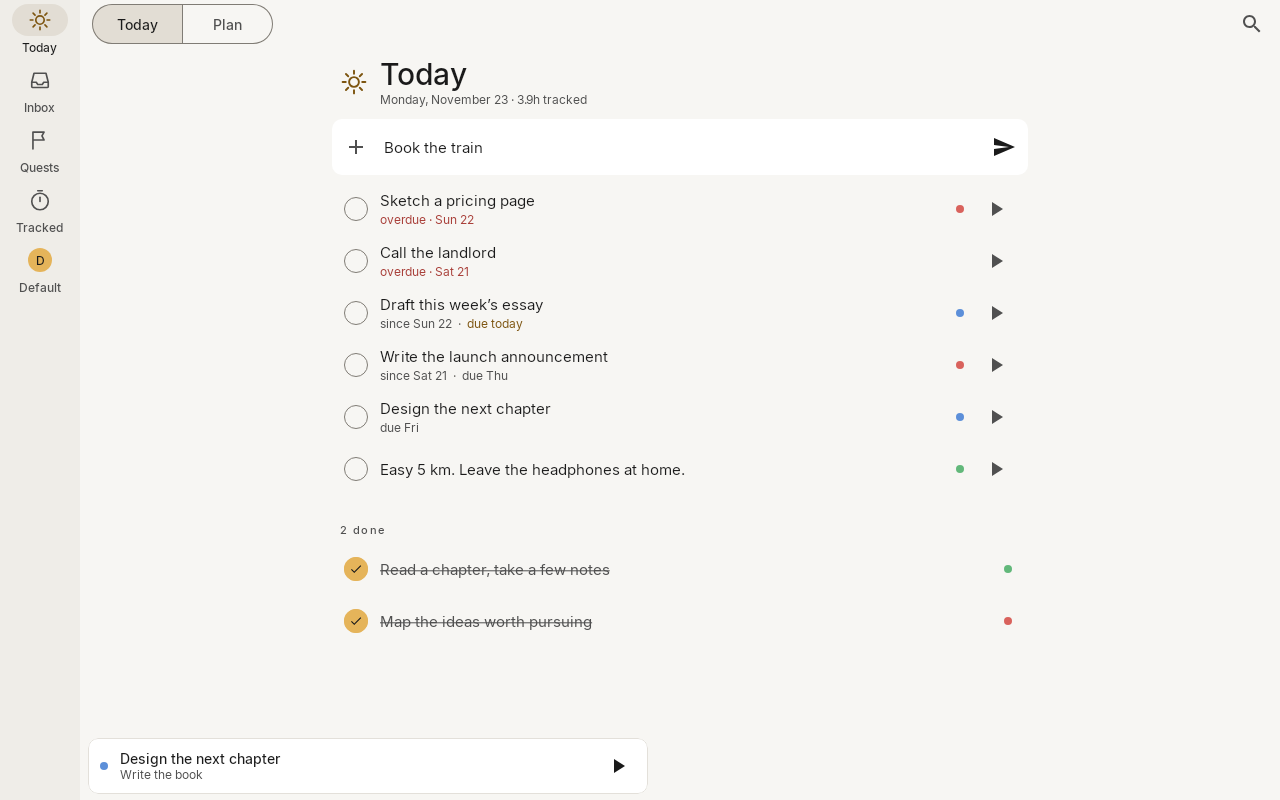 Today
Inbox
Quests
Tracked
D
Default
Today
Plan
Today
Monday, November 23 · 3.9h tracked
Book the train
Sketch a pricing page
overdue · Sun 22
Call the landlord
overdue · Sat 21
Draft this week’s essay
since Sun 22 · due today
Write the launch announcement
since Sat 21 · due Thu
Design the next chapter
due Fri
Easy 5 km. Leave the headphones at home.
2 done
Read a chapter, take a few notes
Map the ideas worth pursuing
Design the next chapter
Write the book